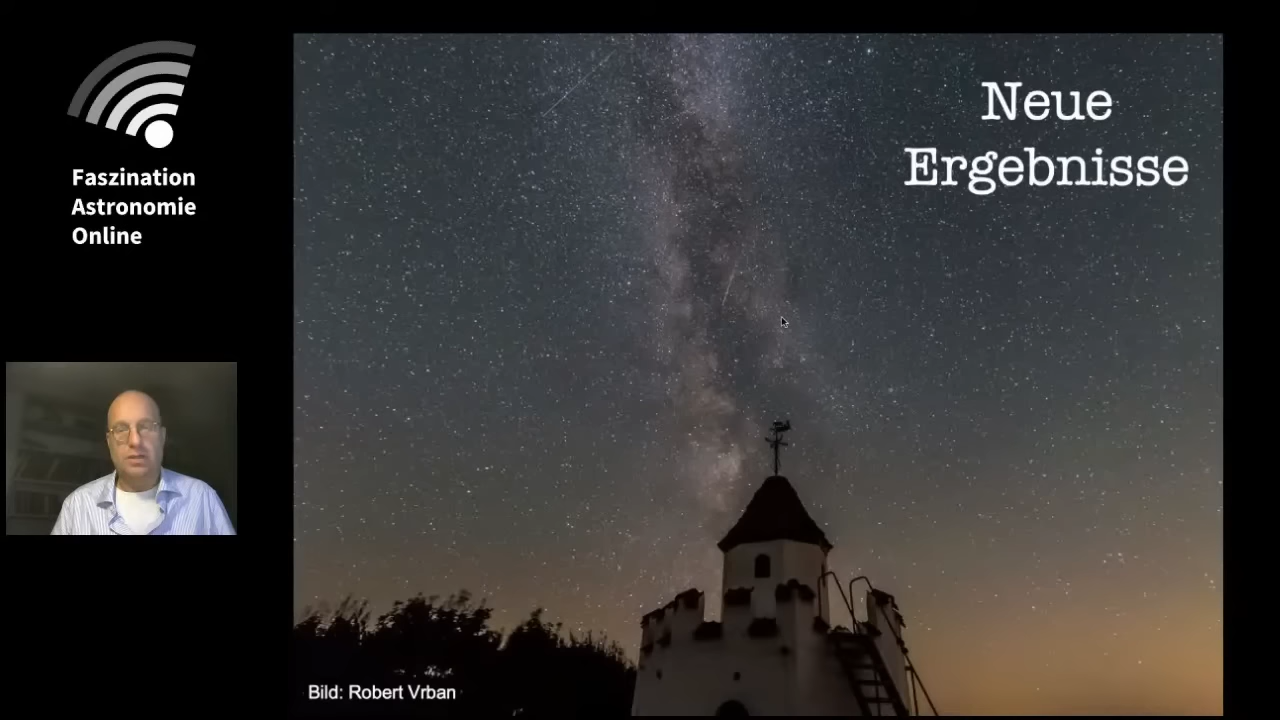 Faszination
Astronomie
Online
Neue
Ergebnisse
Bild: Robert Vrban